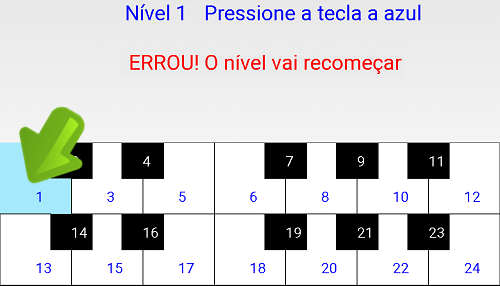 Nível 1 Pressione a tecla a azul
ERROU! O nível vai recomeçar
4 7 9 11
1 3 5 6 8 10 12
14 16 19 21 23
13 15 17 18 20 22 24